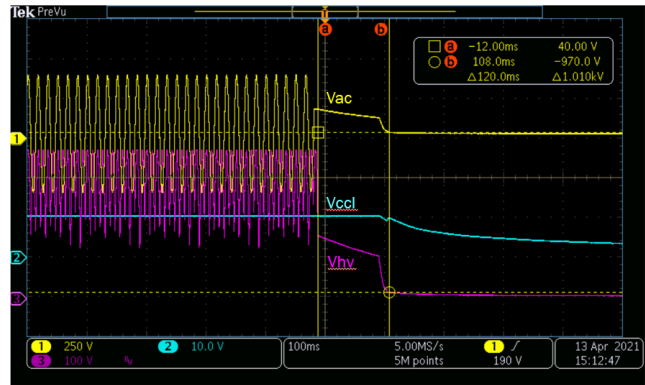 Tek PreVu
T
a b
a -12.00ms 40.00 V
b 108.0ms -970.0 V
Δ120.0ms Δ1.010kV
Vac
1
Vccl
2
Vhv
3
1 250 V 2 10.0 V
3 100 V
100ms 5.00MS/s 1
5M points 190 V
13 Apr 2021
15:12:47